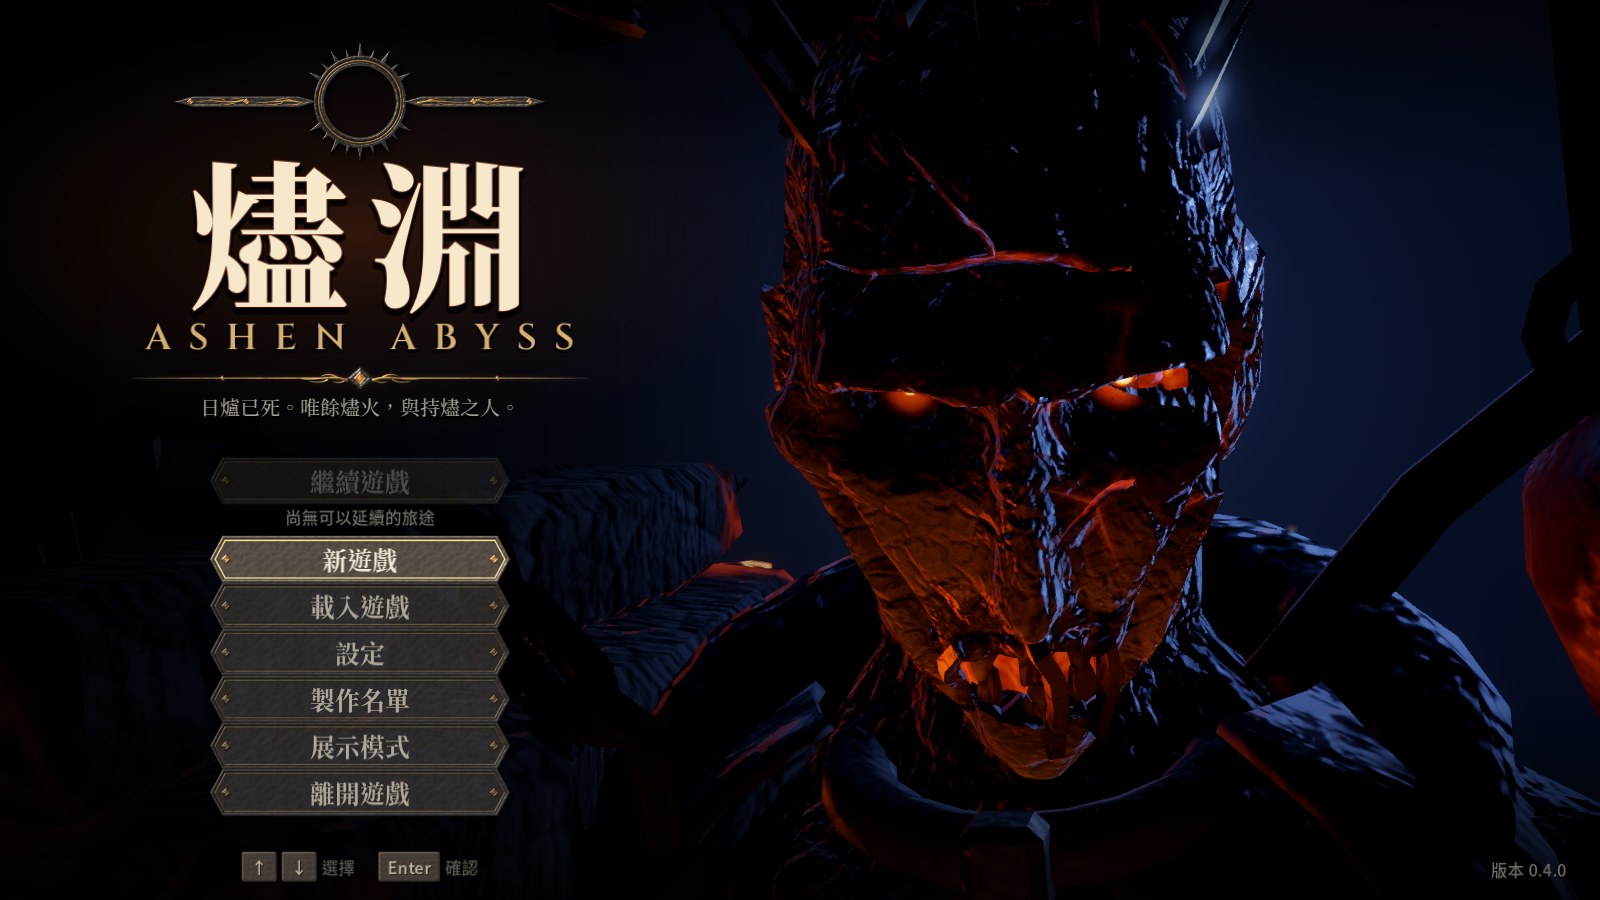 燼淵
ASHEN ABYSS
日爐已死。唯餘燼火，與持燼之人。
繼續遊戲
尚無可以延續的旅途
新遊戲
載入遊戲
設定
製作名單
展示模式
離開遊戲
↑ ↓ 選擇 Enter 確認
版本 0.4.0